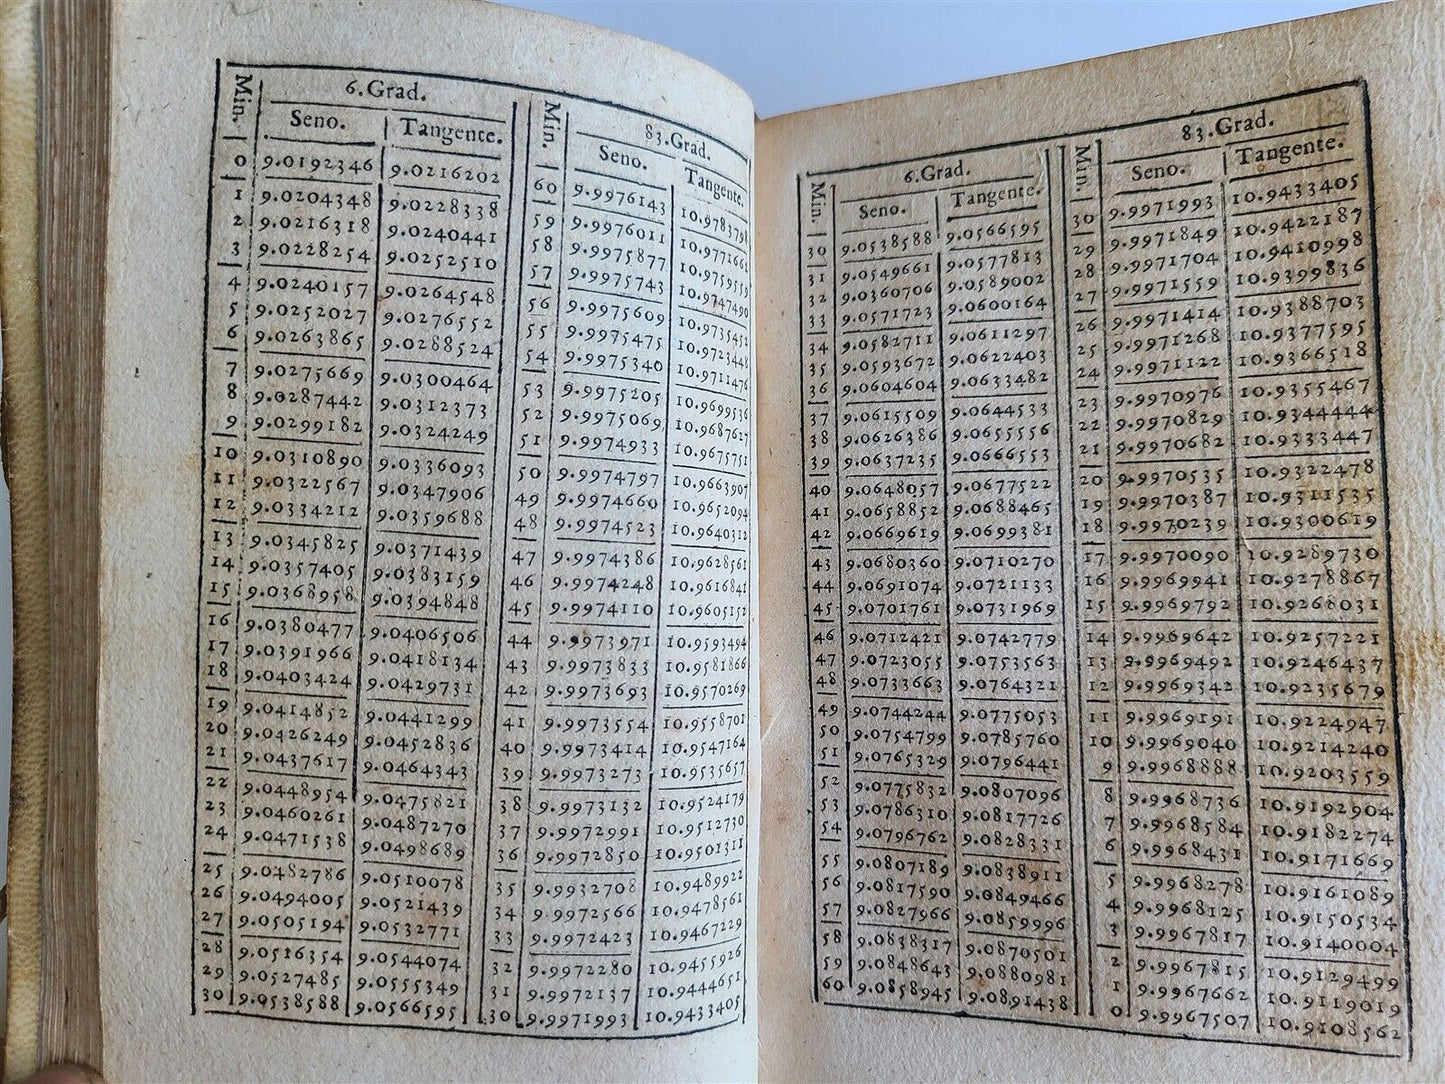 Min. 6.Grad. Min. 83.Grad.
Seno. Tangente. Seno. Tangente.
0 9.0192346 9.0216202 60 9.9976143 10.9783798
1 9.0204348 9.0228338 59 9.9976011 10.9771662
2 9.0216318 9.0240441 58 9.9975877 10.9759559
3 9.0228254 9.0252510 57 9.9975743 10.9747490
4 9.0240157 9.0264548 56 9.9975609 10.9735452
5 9.0252027 9.0276552 55 9.9975475 10.9723448
6 9.0263865 9.0288524 54 9.9975340 10.9711476
7 9.0275669 9.0300464 53 9.9975205 10.9699536
8 9.0287442 9.0312373 52 9.9975069 10.9687627
9 9.0299182 9.0324249 51 9.9974933 10.9675751
10 9.0310890 9.0336093 50 9.9974797 10.9663907
11 9.0322567 9.0347906 49 9.9974660 10.9652094
12 9.0334212 9.0359688 48 9.9974523 10.9640312
13 9.0345825 9.0371439 47 9.9974386 10.9628561
14 9.0357405 9.0383159 46 9.9974248 10.9616841
15 9.0368958 9.0394848 45 9.9974110 10.9605152
16 9.0380477 9.0406506 44 9.9973971 10.9593494
17 9.0391966 9.0418134 43 9.9973833 10.9581866
18 9.0403424 9.0429731 42 9.9973693 10.9570269
19 9.0414852 9.0441299 41 9.9973554 10.9558701
20 9.0426249 9.0452836 40 9.9973414 10.9547164
21 9.0437617 9.0464343 39 9.9973273 10.9535657
22 9.0448954 9.0475821 38 9.9973132 10.9524179
23 9.0460261 9.0487270 37 9.9972991 10.9512730
24 9.0471538 9.0498689 36 9.9972850 10.9501311
25 9.0482786 9.0510078 35 9.9932708 10.9489922
26 9.0494005 9.0521439 34 9.9972566 10.9478561
27 9.0505194 9.0532771 33 9.9972423 10.9467229
28 9.0516354 9.0544074 32 9.9972280 10.9455926
29 9.0527485 9.0555349 31 9.9972137 10.9444651
30 9.0538588 9.0566595 30 9.9971993 10.9433405
Min. 6.Grad. Min. 83.Grad.
Seno. Tangente. Seno. Tangente.
30 9.0538588 9.0566595 30 9.9971993 10.9433405
31 9.0549661 9.0577813 29 9.9971849 10.9422187
32 9.0360706 9.0589002 28 9.9971704 10.9410998
33 9.0571723 9.0600164 27 9.9971559 10.9399836
34 9.0582711 9.0611297 26 9.9971414 10.9388703
35 9.0593672 9.0622403 25 9.9971268 10.9377595
36 9.0604604 9.0633482 24 9.9971122 10.9366518
37 9.0615509 9.0644533 23 9.9970976 10.9355467
38 9.0626386 9.0655556 22 9.9970829 10.9344444
39 9.0637235 9.0666553 21 9.9970682 10.9333447
40 9.0648057 9.0677522 20 9.9970535 10.9322478
41 9.0658852 9.0688465 19 9.9970387 10.9311535
42 9.0669619 9.0699381 18 9.9970239 10.9300619
43 9.0680360 9.0710270 17 9.9970090 10.9289730
44 9.0691074 9.0721133 16 9.9969941 10.9278867
45 9.0701761 9.0731969 15 9.9969792 10.9268031
46 9.0712421 9.0742779 14 9.9969642 10.9257221
47 9.0723055 9.0753563 13 9.9969492 10.9246437
48 9.0733663 9.0764321 12 9.9969342 10.9235679
49 9.0744244 9.0775053 11 9.9969191 10.9224947
50 9.0754799 9.0785760 10 9.9969040 10.9214240
51 9.0765329 9.0796441 9 9.9968888 10.9203559
52 9.0775832 9.0807096 8 9.9968736 10.9192904
53 9.0786310 9.0817726 7 9.9968584 10.9182274
54 9.0796762 9.0828331 6 9.9968431 10.9171669
55 9.0807189 9.0838911 5 9.9968278 10.9161089
56 9.0817590 9.0849466 4 9.9968125 10.9150534
57 9.0827966 9.0859996 3 9.9967817 10.9140004
58 9.0838317 9.0870501 2 9.9967815 10.9129499
59 9.0848643 9.0880981 1 9.9967662 10.9119019
60 9.0858945 9.0891438 0 9.9967507 10.9108562